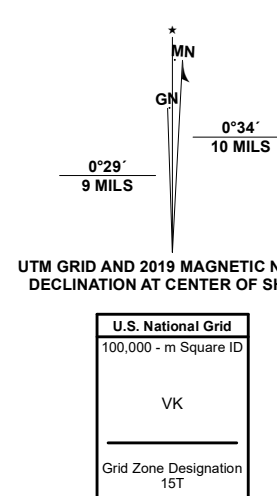 ★
MN
GN
0°34´
10 MILS
0°29´
9 MILS
UTM GRID AND 2019 MAGNETIC N
DECLINATION AT CENTER OF S
U.S. National Grid
100,000 - m Square ID
VK
Grid Zone Designation
15T